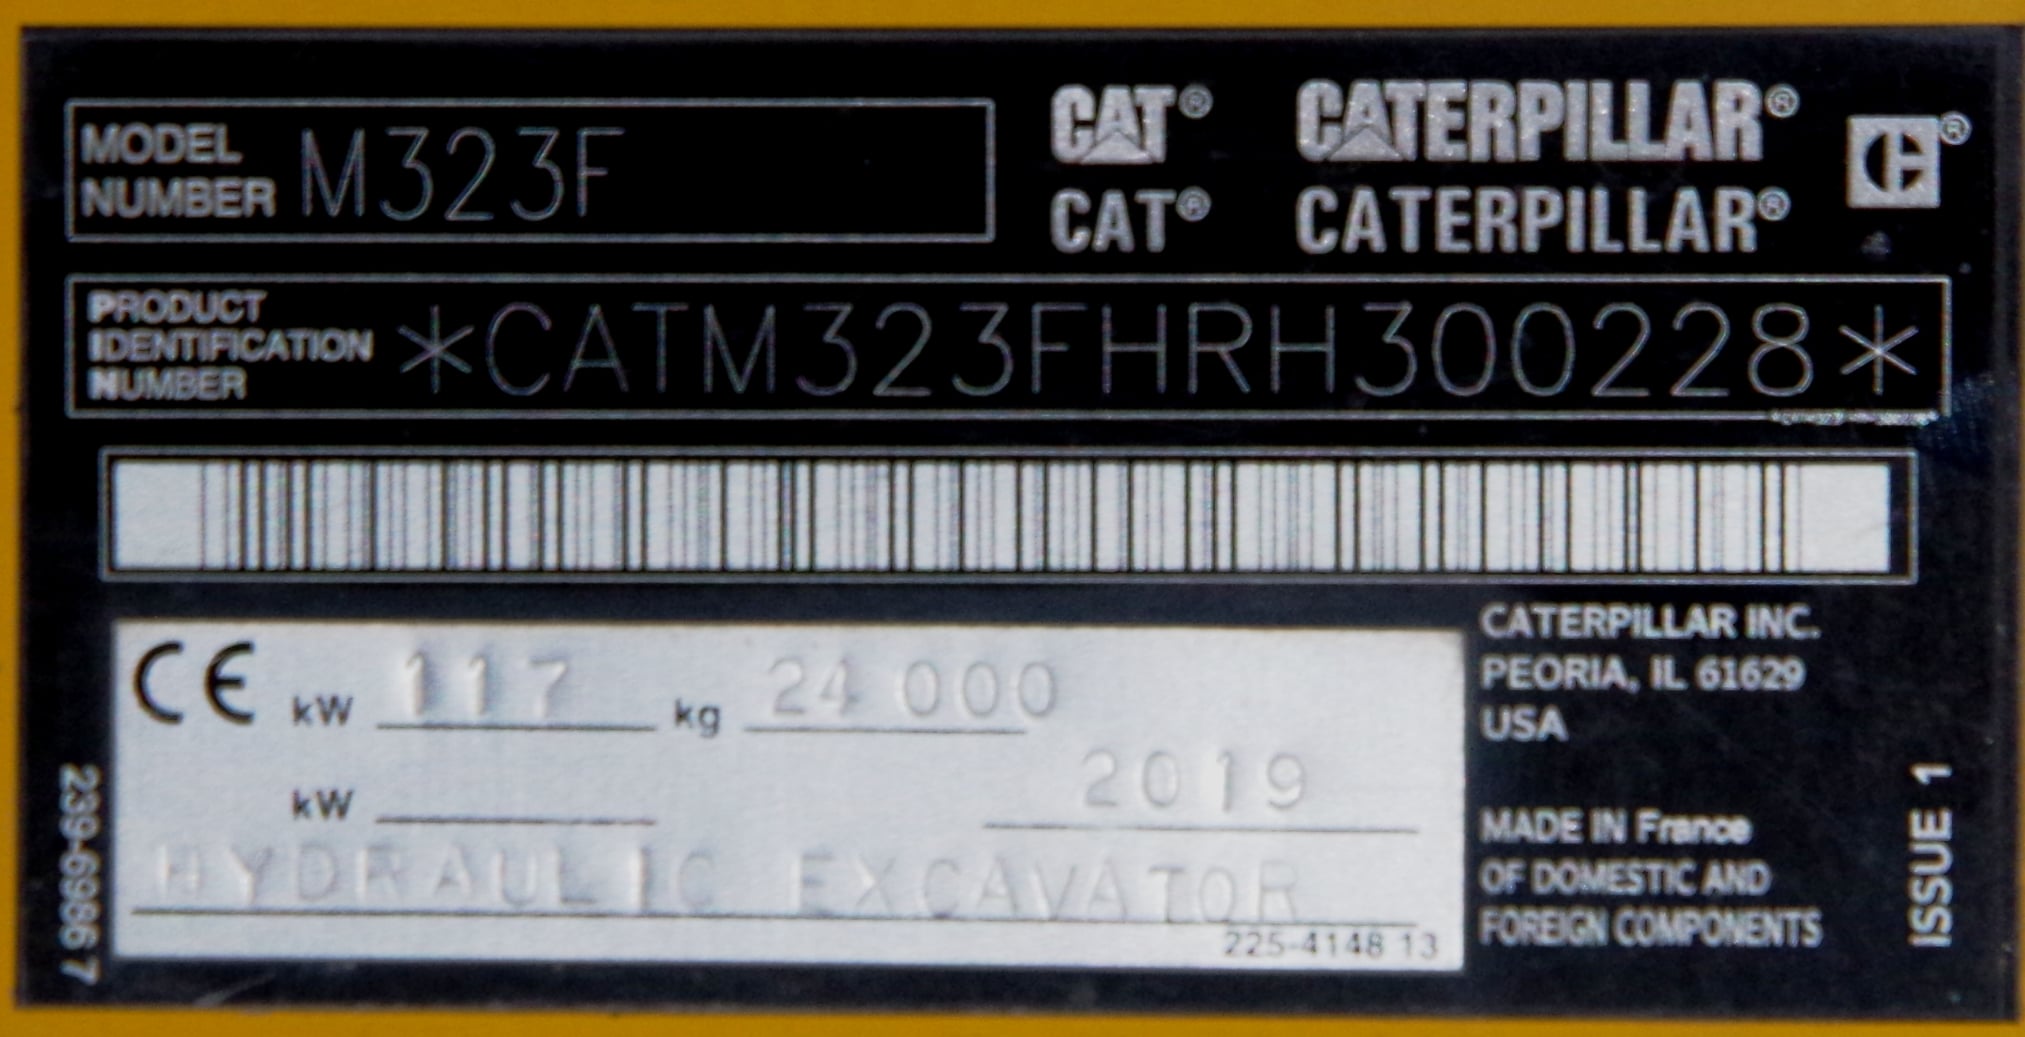 MODEL NUMBER M323F
CAT® CATERPILLAR®
CAT® CATERPILLAR®
PRODUCT IDENTIFICATION NUMBER *CATM323FHRH300228*
CE kW 117 kg 24 000
kW 2019
HYDRAULIC EXCAVATOR
225-4148 13
239-6986 7
CATERPILLAR INC.
PEORIA, IL 61629
USA
MADE IN France
OF DOMESTIC AND
FOREIGN COMPONENTS
ISSUE 1